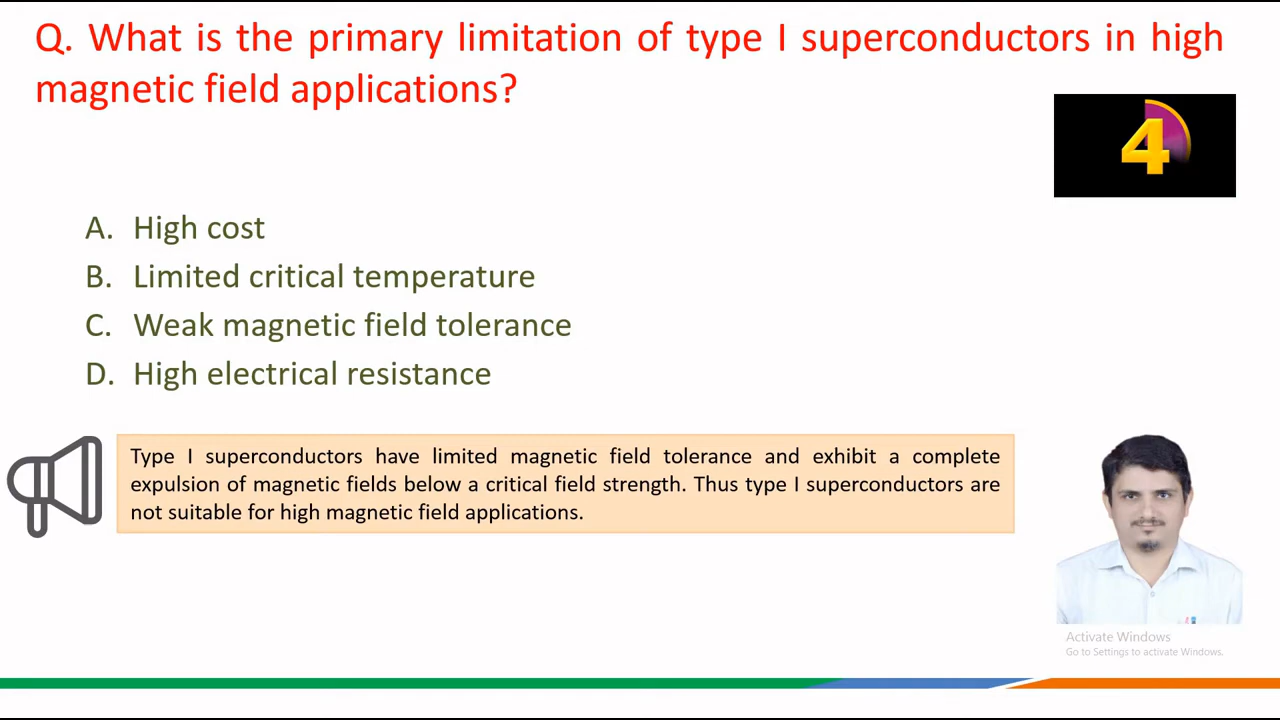 Q. What is the primary limitation of type I superconductors in high
magnetic field applications?
4
A. High cost
B. Limited critical temperature
C. Weak magnetic field tolerance
D. High electrical resistance
Type I superconductors have limited magnetic field tolerance and exhibit a complete
expulsion of magnetic fields below a critical field strength. Thus type I superconductors are
not suitable for high magnetic field applications.
Activate Windows
Go to Settings to activate Windows.